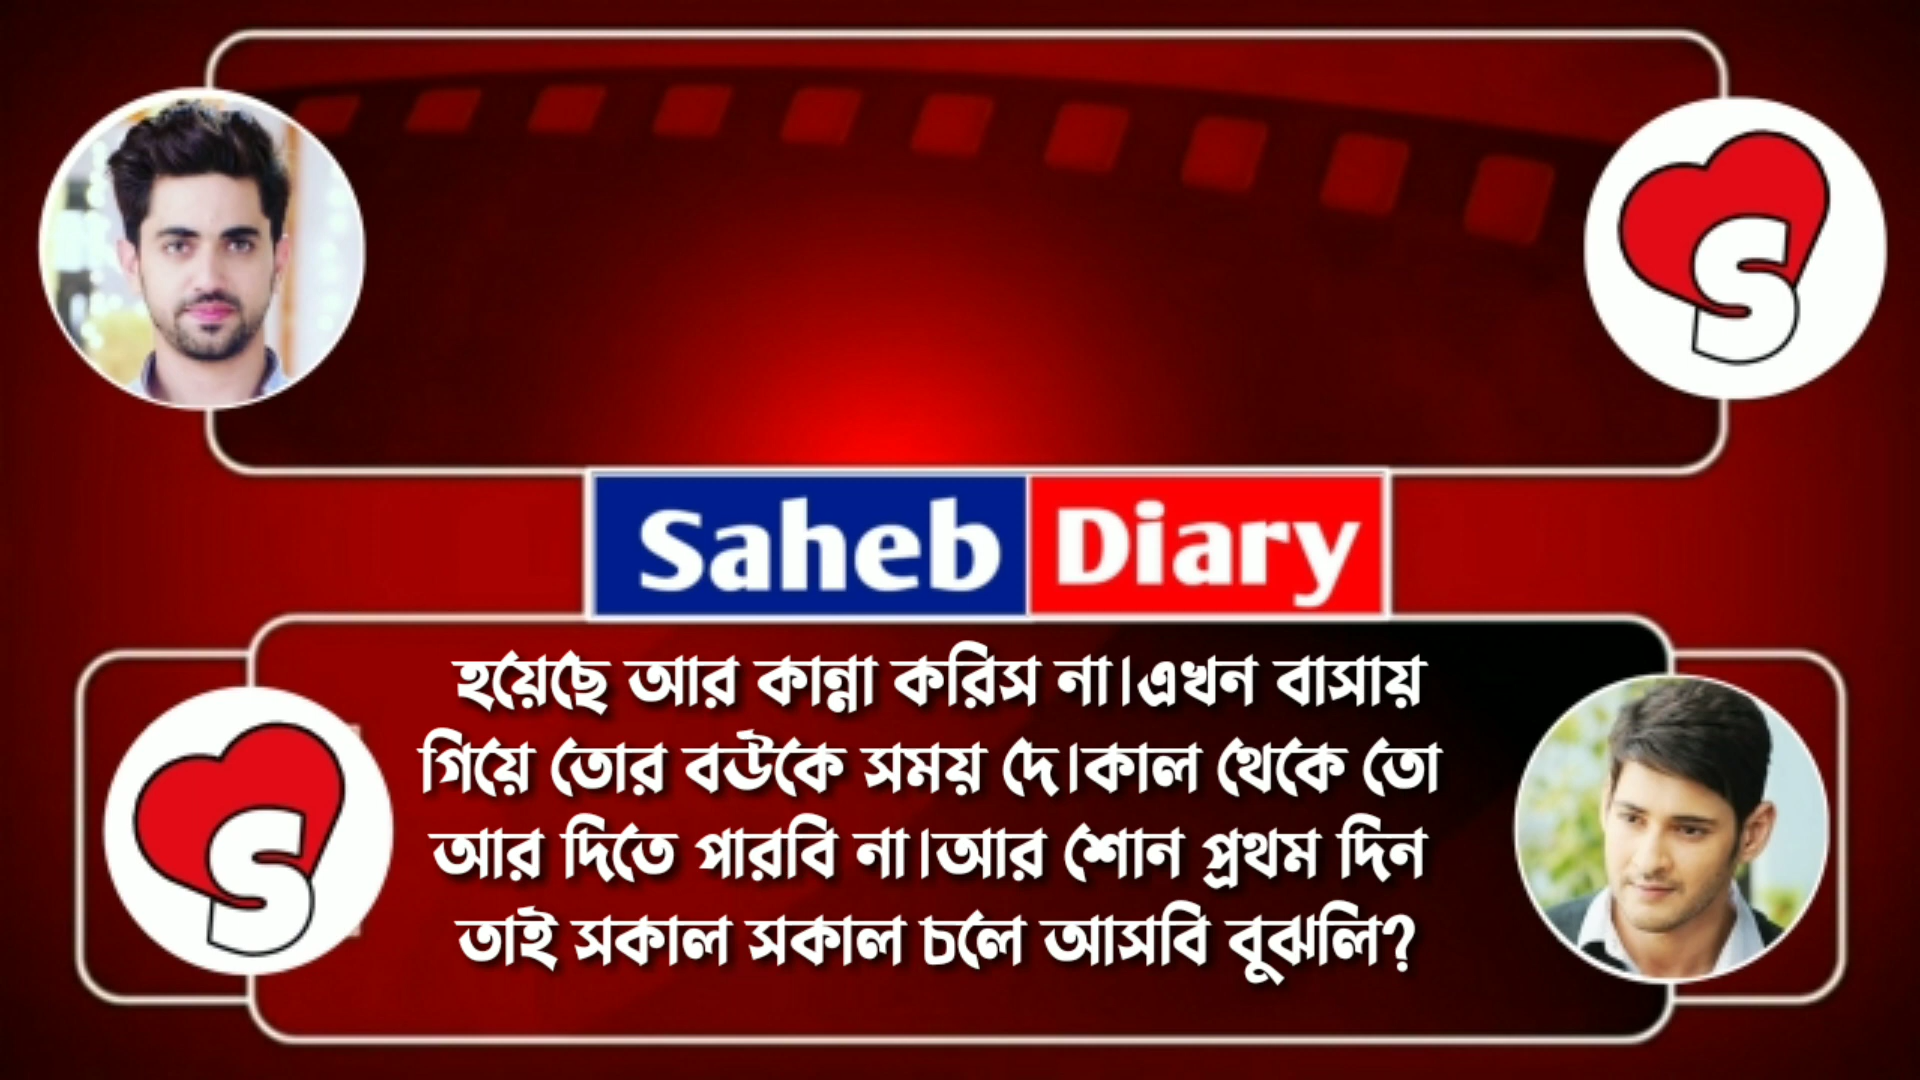 Saheb Diary
হয়েছে আর কান্না করিস না।এখন বাসায়
গিয়ে তোর বউকে সময় দে।কাল থেকে তো
আর দিতে পারবি না।আর শোন প্রথম দিন
তাই সকাল সকাল চলে আসবি বুঝলি?